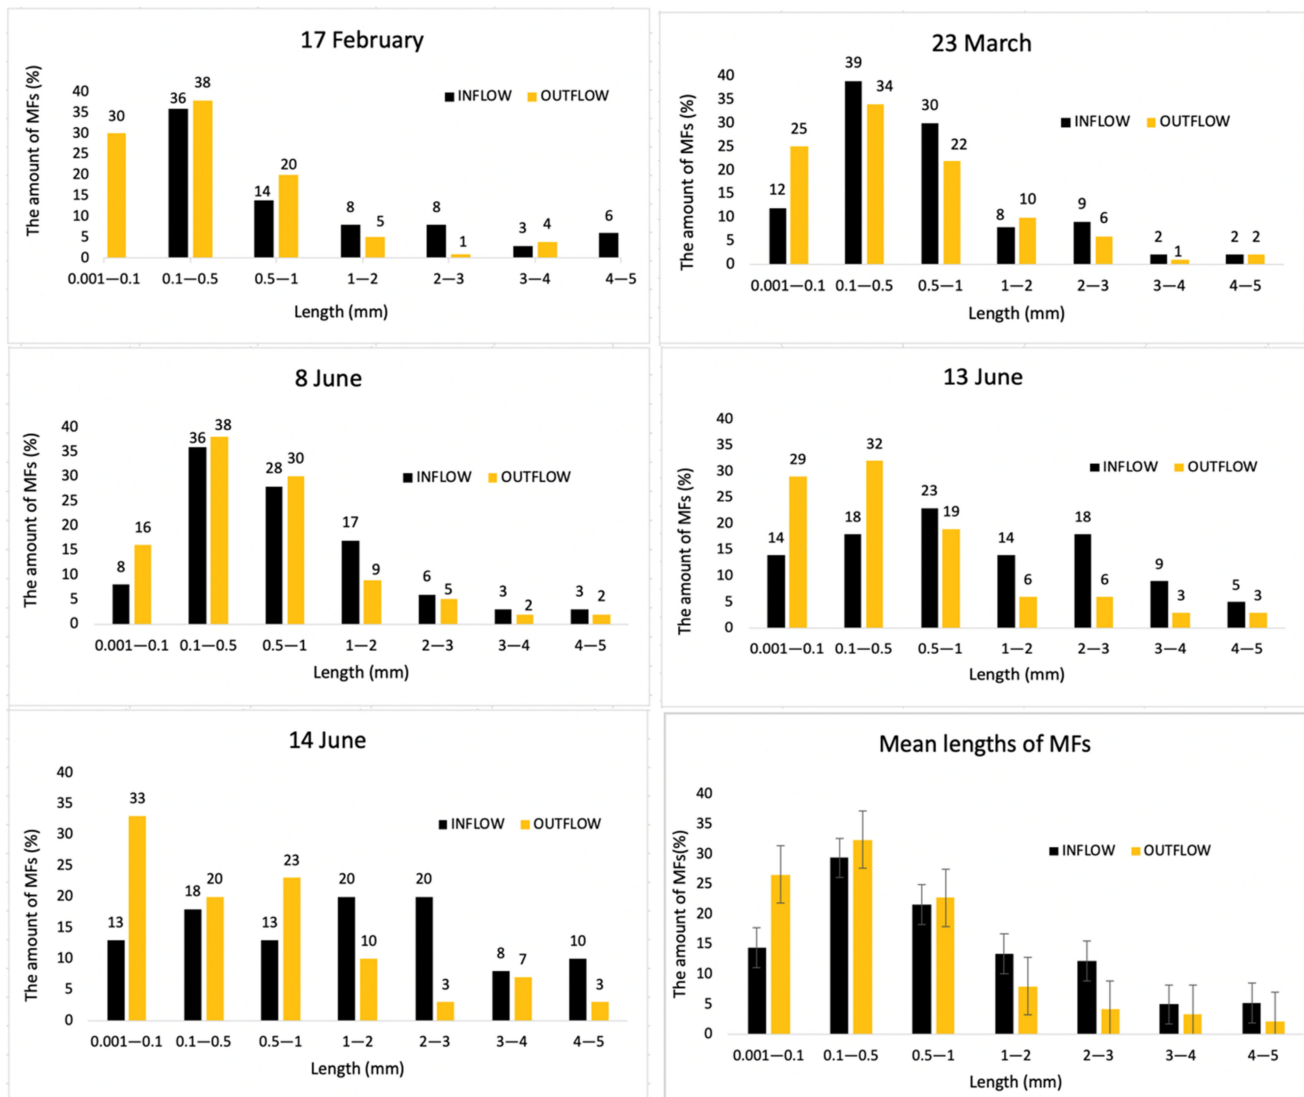 17 February
The amount of MFs (%)
40
35
30
25
20
15
10
5
0
INFLOW OUTFLOW
30 36 38 14 20 8 5 8 1 3 4 6
0.001—0.1 0.1—0.5 0.5—1 1—2 2—3 3—4 4—5
Length (mm)
23 March
The amount of MFs (%)
40
35
30
25
20
15
10
5
0
INFLOW OUTFLOW
12 25 39 34 30 22 8 10 9 6 2 1 2 2
0.001—0.1 0.1—0.5 0.5—1 1—2 2—3 3—4 4—5
Length (mm)
8 June
The amount of MFs (%)
40
35
30
25
20
15
10
5
0
INFLOW OUTFLOW
8 16 36 38 28 30 17 9 6 5 3 2 3 2
0.001—0.1 0.1—0.5 0.5—1 1—2 2—3 3—4 4—5
Length (mm)
13 June
The amount of MFs (%)
40
35
30
25
20
15
10
5
0
INFLOW OUTFLOW
14 29 18 32 23 19 14 6 18 6 9 3 5 3
0.001—0.1 0.1—0.5 0.5—1 1—2 2—3 3—4 4—5
Length (mm)
14 June
The amount of MFs (%)
40
35
30
25
20
15
10
5
0
INFLOW OUTFLOW
13 33 18 20 13 23 20 10 20 3 8 7 10 3
0.001—0.1 0.1—0.5 0.5—1 1—2 2—3 3—4 4—5
Length (mm)
Mean lengths of MFs
The amount of MFs(%)
40
35
30
25
20
15
10
5
0
INFLOW OUTFLOW
0.001—0.1 0.1—0.5 0.5—1 1—2 2—3 3—4 4—5
Length (mm)